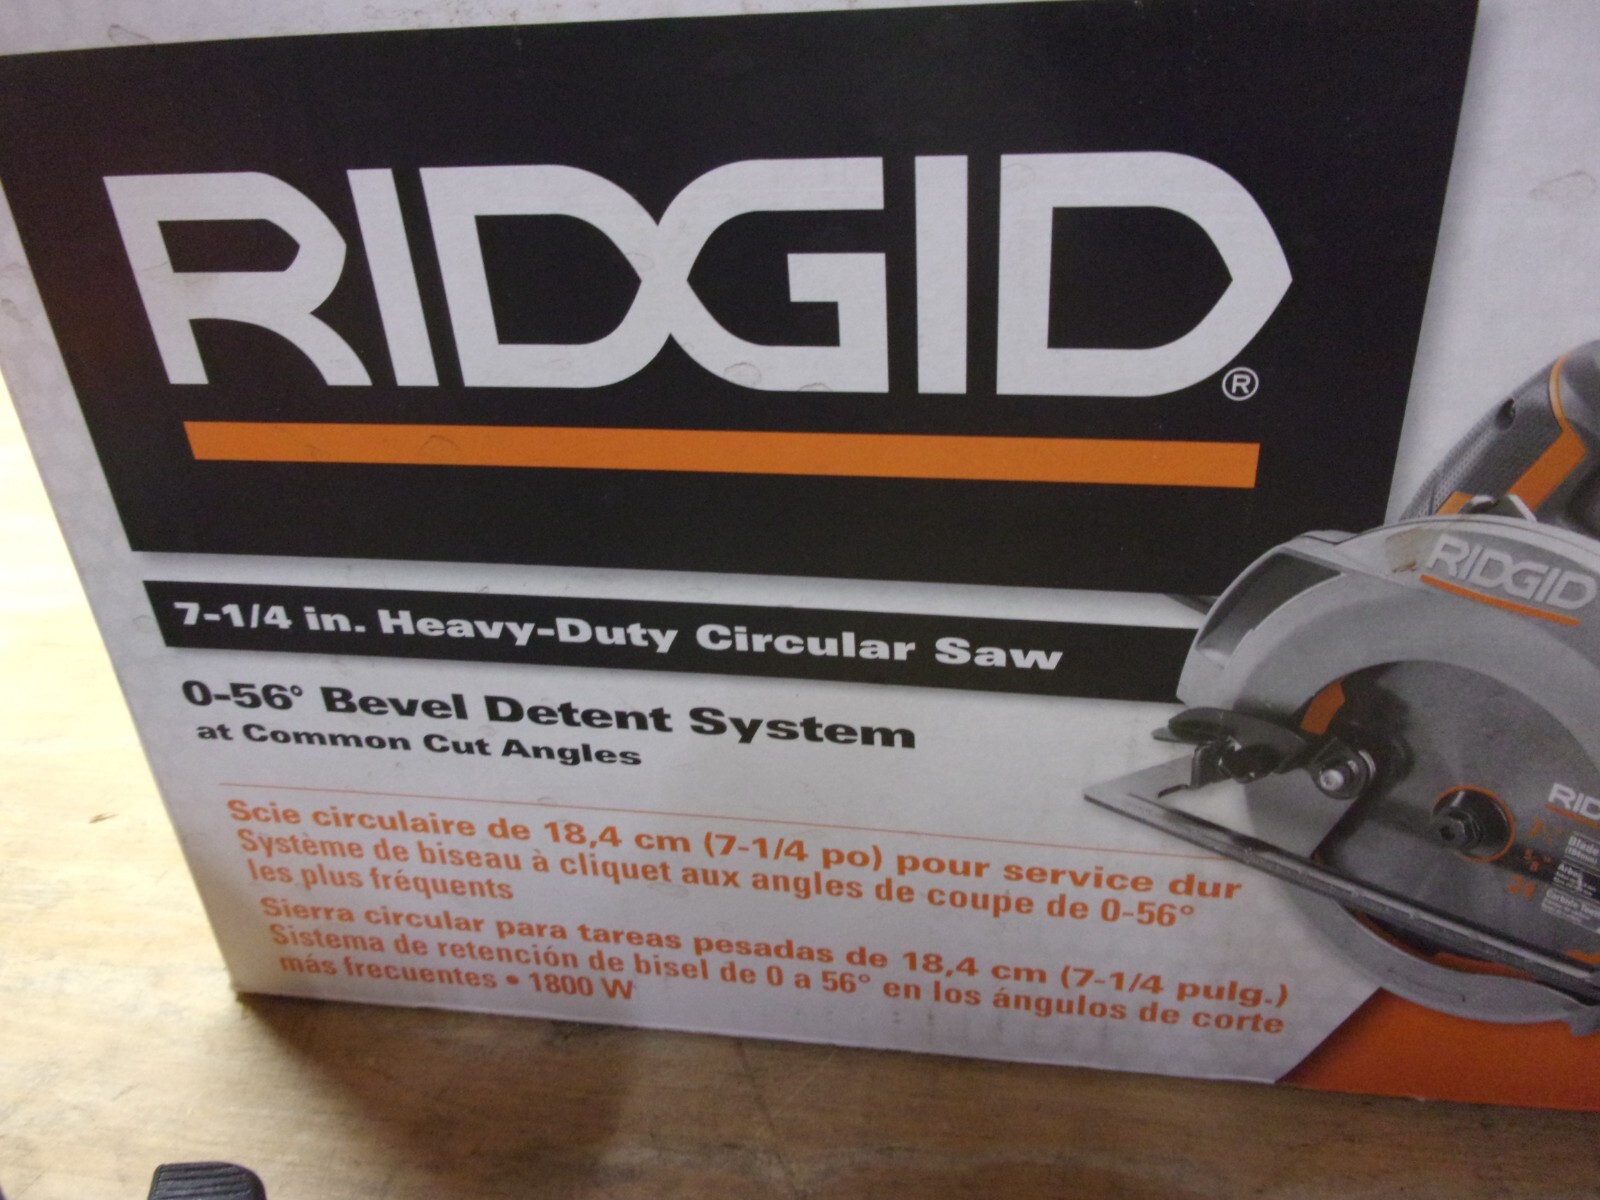 RIDGID®
7-1/4 in. Heavy-Duty Circular Saw
0-56° Bevel Detent System
at Common Cut Angles
Scie circulaire de 18,4 cm (7-1/4 po) pour service dur
Système de biseau à cliquet aux angles de coupe de 0-56°
les plus fréquents
Sierra circular para tareas pesadas de 18,4 cm (7-1/4 pulg.)
Sistema de retención de bisel de 0 a 56° en los ángulos de corte
más frecuentes • 1800 W
RIDGID
RID
Blade